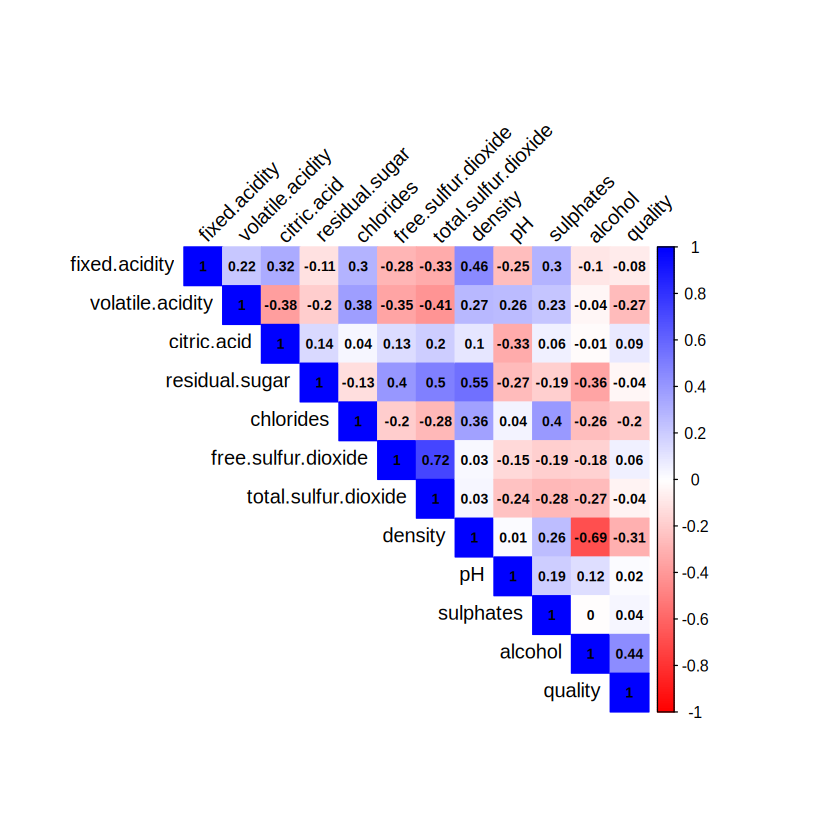 fixed.acidity
volatile.acidity
citric.acid
residual.sugar
chlorides
free.sulfur.dioxide
total.sulfur.dioxide
density
pH
sulphates
alcohol
quality
fixed.acidity 1 0.22 0.32 -0.11 0.3 -0.28 -0.33 0.46 -0.25 0.3 -0.1 -0.08
volatile.acidity 1 -0.38 -0.2 0.38 -0.35 -0.41 0.27 0.26 0.23 -0.04 -0.27
citric.acid 1 0.14 0.04 0.13 0.2 0.1 -0.33 0.06 -0.01 0.09
residual.sugar 1 -0.13 0.4 0.5 0.55 -0.27 -0.19 -0.36 -0.04
chlorides 1 -0.2 -0.28 0.36 0.04 0.4 -0.26 -0.2
free.sulfur.dioxide 1 0.72 0.03 -0.15 -0.19 -0.18 0.06
total.sulfur.dioxide 1 0.03 -0.24 -0.28 -0.27 -0.04
density 1 0.01 0.26 -0.69 -0.31
pH 1 0.19 0.12 0.02
sulphates 1 0 0.04
alcohol 1 0.44
quality 1
1
0.8
0.6
0.4
0.2
0
-0.2
-0.4
-0.6
-0.8
-1